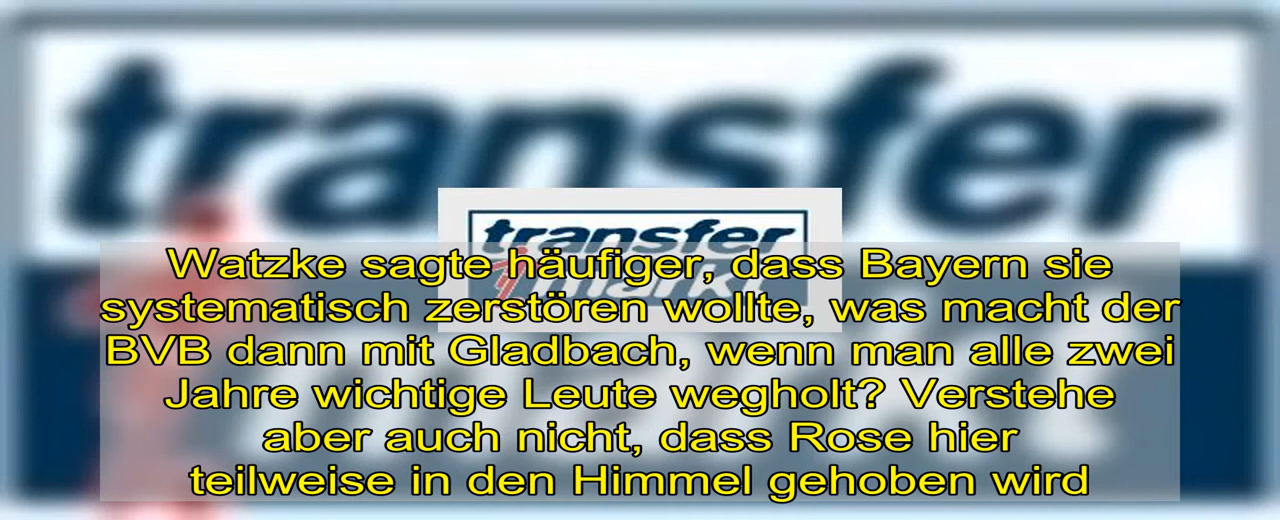 transfer
transfer
markt
Watzke sagte häufiger, dass Bayern sie
systematisch zerstören wollte, was macht der
BVB dann mit Gladbach, wenn man alle zwei
Jahre wichtige Leute wegholt? Verstehe
aber auch nicht, dass Rose hier
teilweise in den Himmel gehoben wird